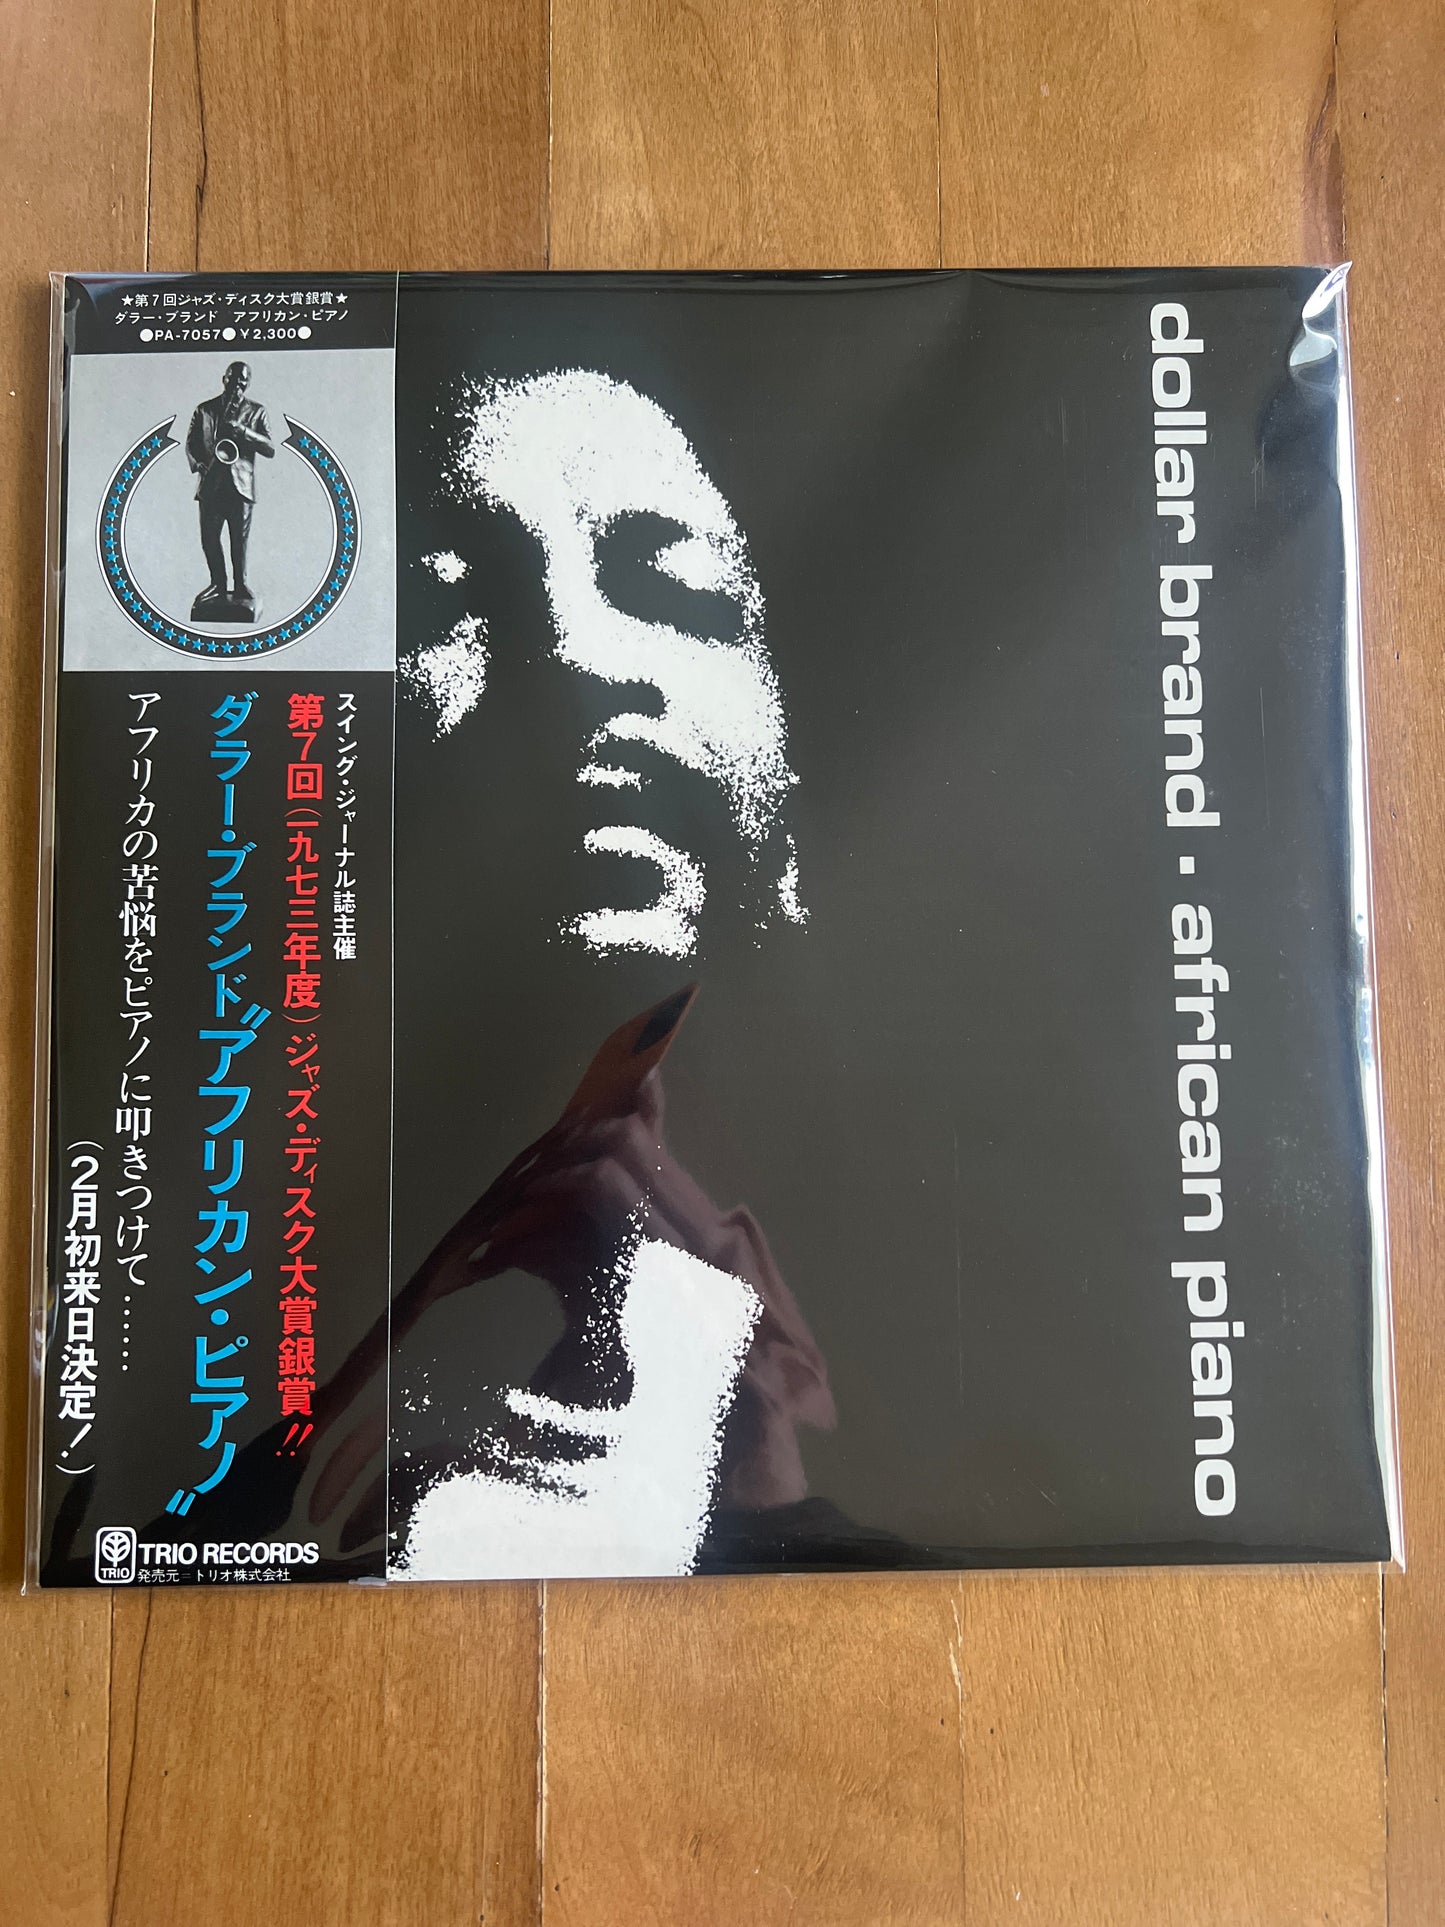 ★第7回ジャズ・ディスク大賞銀賞★
ダラー・ブランド アフリカン・ピアノ
●PA-7057●¥2,300●
スイング・ジャーナル誌主催
第7回(一九七三年度)ジャズ・ディスク大賞銀賞!!
ダラー・ブランド〝アフリカン・ピアノ〟
アフリカの苦悩をピアノに叩きつけて……
(2月初来日決定!)
TRIO
TRIO RECORDS
発売元=トリオ株式会社
dollar brand · african piano